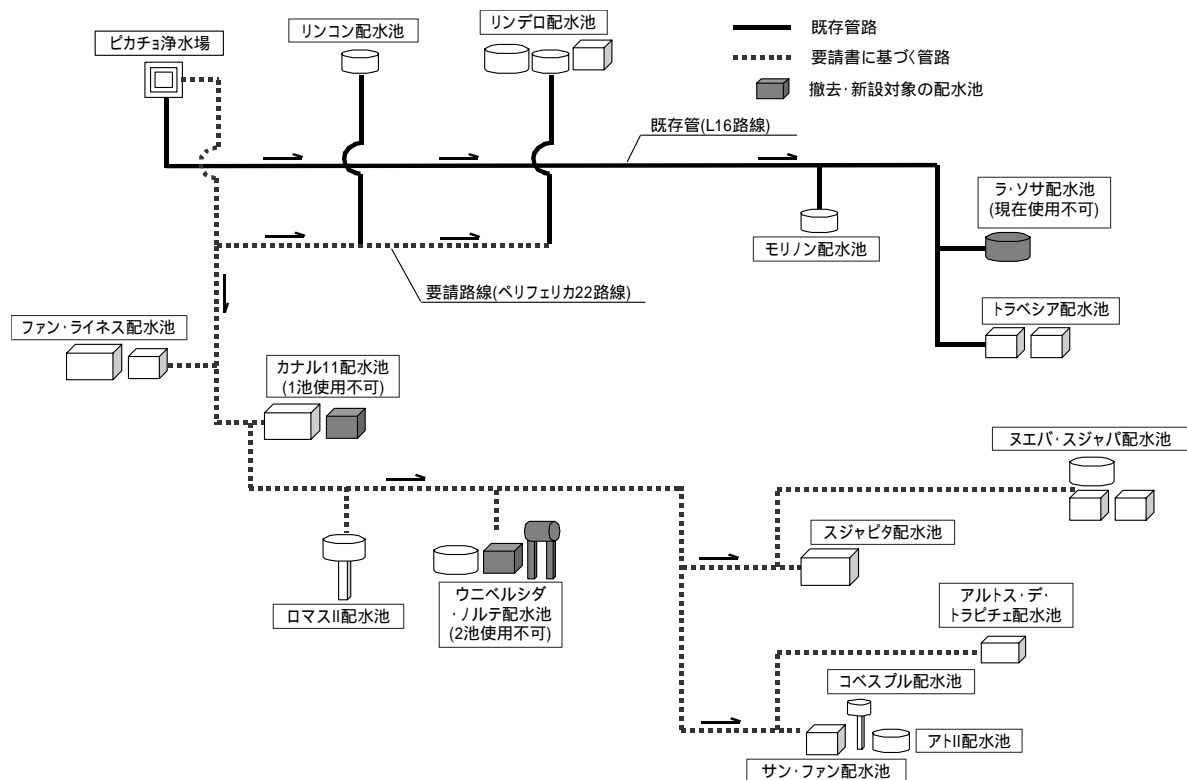 ピカチョ浄水場
リンコン配水池
リンデロ配水池
既存管路
要請書に基づく管路
撤去・新設対象の配水池
既存管(L16路線)
ラ・ソサ配水池
(現在使用不可)
モリノン配水池
要請路線(ペリフェリカ22路線)
トラベシア配水池
ファン・ライネス配水池
カナル11配水池
(1池使用不可)
ヌエバ・スジャパ配水池
スジャピタ配水池
ロマスII配水池
ウニベルシダ
・ノルテ配水池
(2池使用不可)
アルトス・デ・
トラピチェ配水池
コベスプル配水池
アトII配水池
サン・ファン配水池